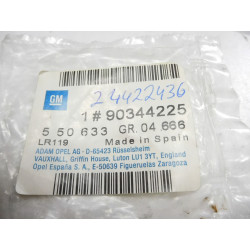 GM
24422436
1#90344225
5 50 633 GR.04 666
LR119 Made in Spain
ADAM OPEL AG - D-65423 Rüsselsheim
VAUXHALL, Griffin House, Luton LU1 3YT, England
Opel España S. A., E-50639 Figueruelas Zaragoza